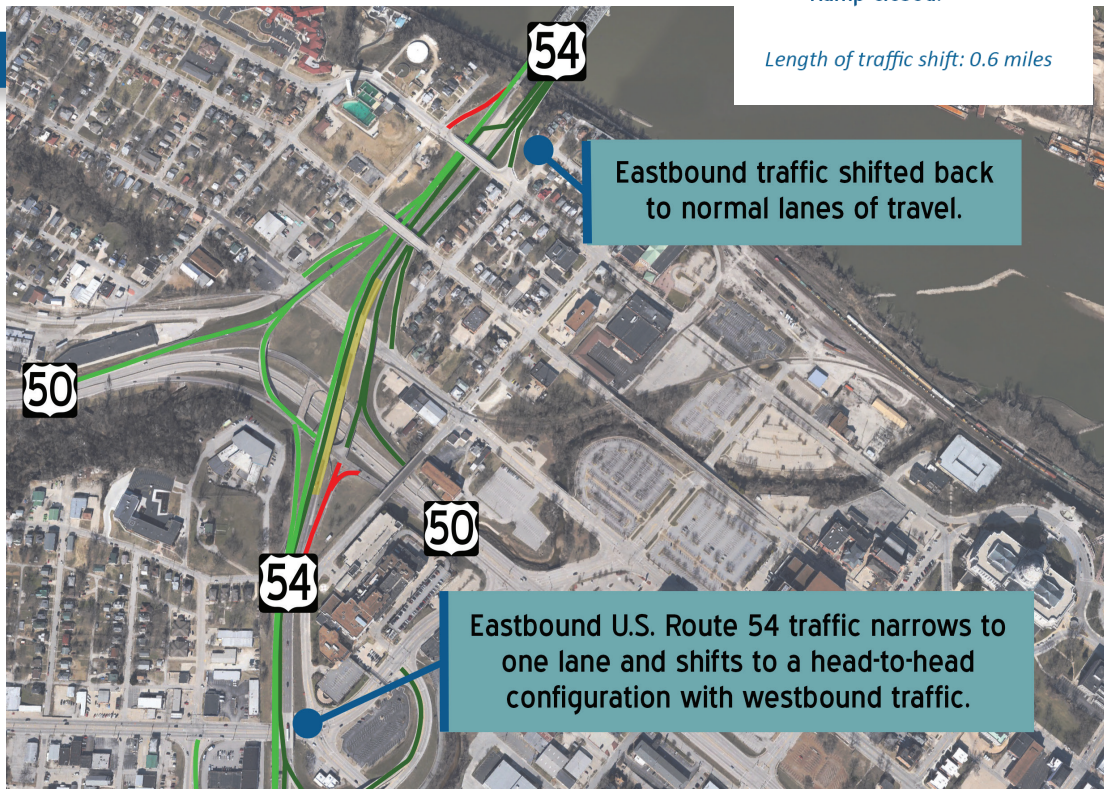 Length of traffic shift: 0.6 miles
54
Eastbound traffic shifted back
to normal lanes of travel.
50
50
54
Eastbound U.S. Route 54 traffic narrows to
one lane and shifts to a head-to-head
configuration with westbound traffic.